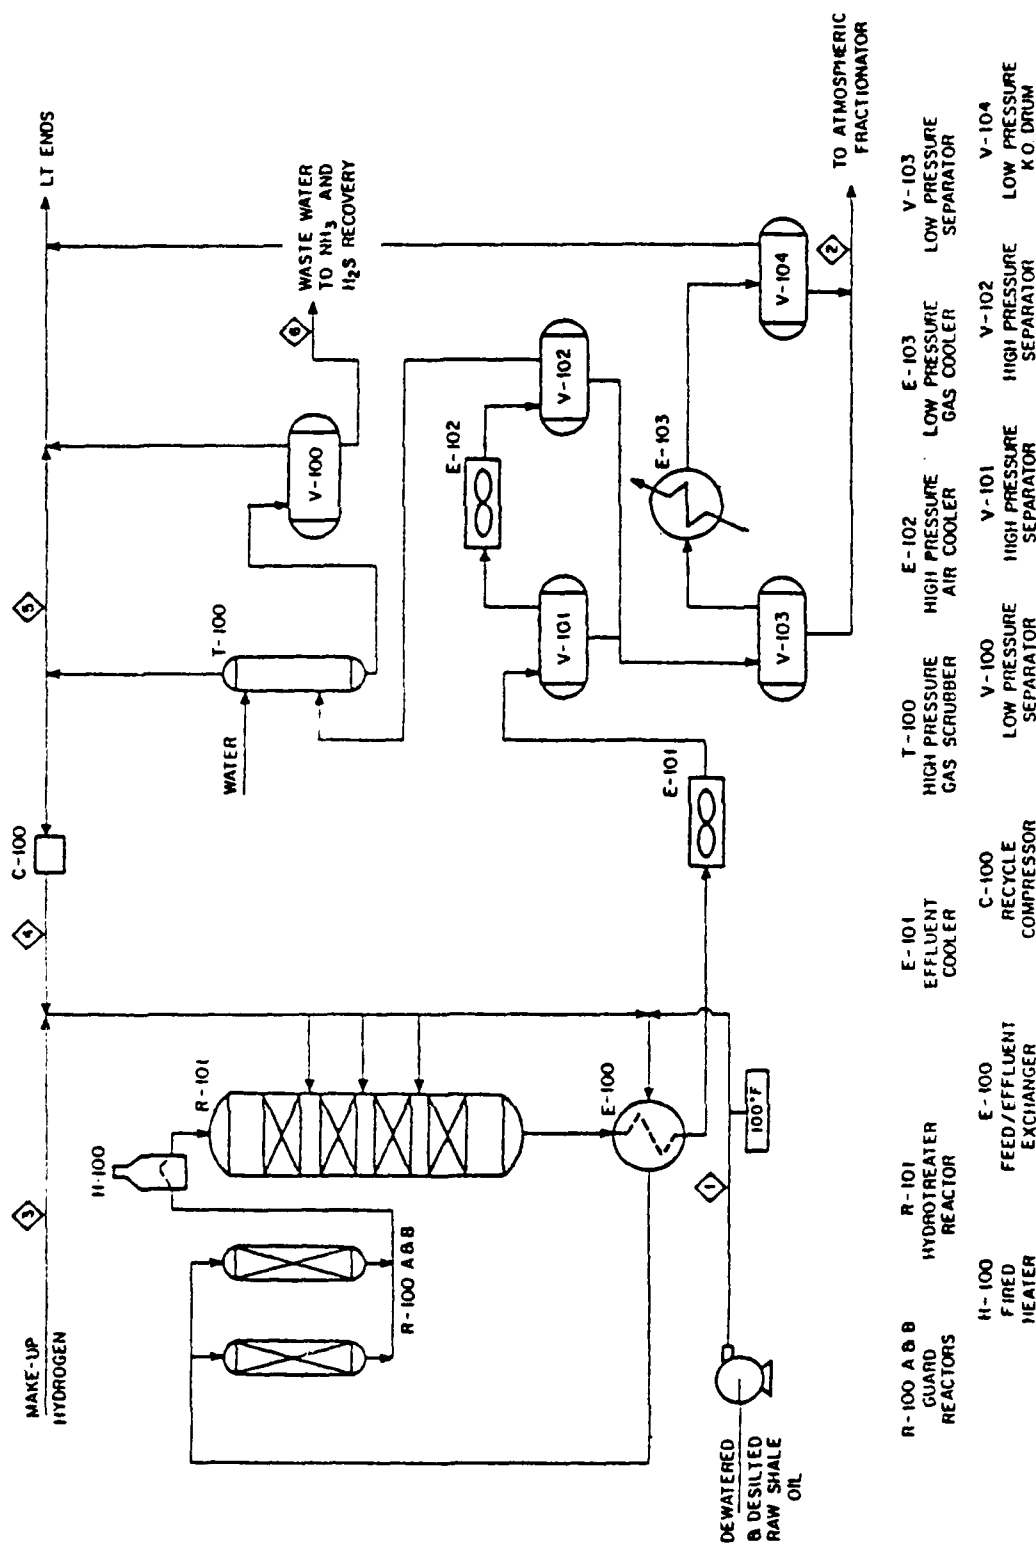 MAKE-UP
HYDROGEN
3
4
C-100
5
LT ENDS
H-100
R-101
R-100 A&B
WATER
T-100
V-100
6
WASTE WATER
TO NH3 AND
H2S RECOVERY
E-100
E-101
V-101
E-102
V-102
V-103
E-103
V-104
2
TO ATMOSPHERIC
FRACTIONATOR
1
100°F
DEWATERED
& DESILTED
RAW SHALE
OIL
R-100 A & B
GUARD
REACTORS
H-100
FIRED
HEATER
R-101
HYDROTREATER
REACTOR
E-100
FEED/EFFLUENT
EXCHANGER
E-101
EFFLUENT
COOLER
C-100
RECYCLE
COMPRESSOR
T-100
HIGH PRESSURE
GAS SCRUBBER
V-100
LOW PRESSURE
SEPARATOR
E-102
HIGH PRESSURE
AIR COOLER
V-101
HIGH PRESSURE
SEPARATOR
E-103
LOW PRESSURE
GAS COOLER
V-102
HIGH PRESSURE
SEPARATOR
V-103
LOW PRESSURE
SEPARATOR
V-104
LOW PRESSURE
K.O. DRUM